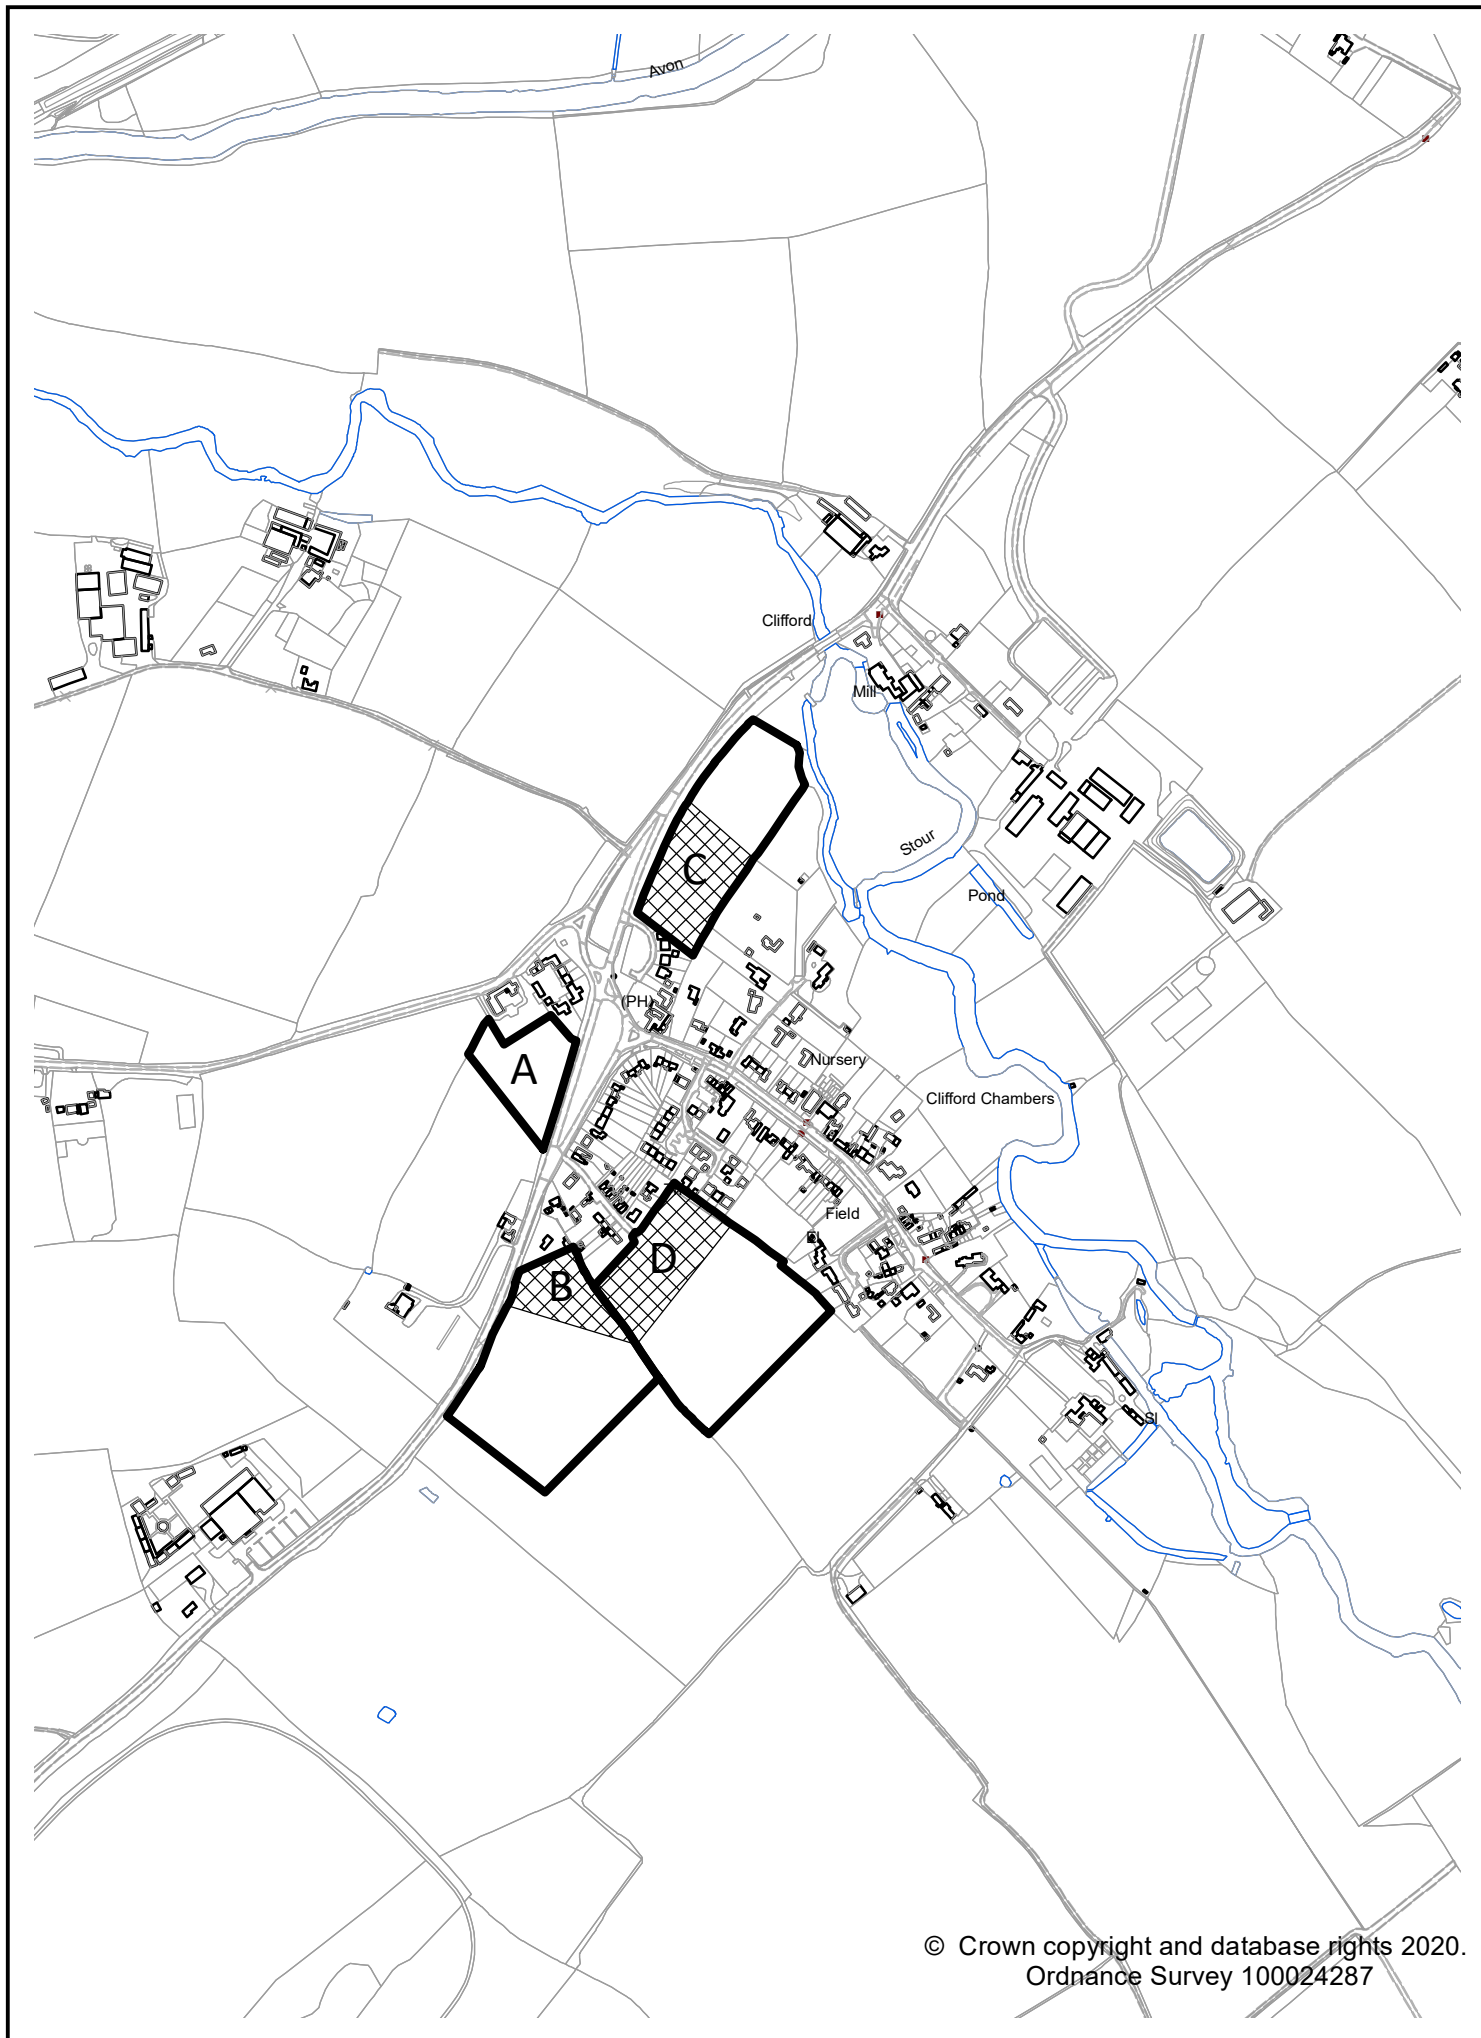 Avon
Clifford
Mill
C
Stour
Pond
(PH)
Nursery
A
Clifford Chambers
Field
D
B
Sl
© Crown copyright and database rights 2020.
Ordnance Survey 100024287